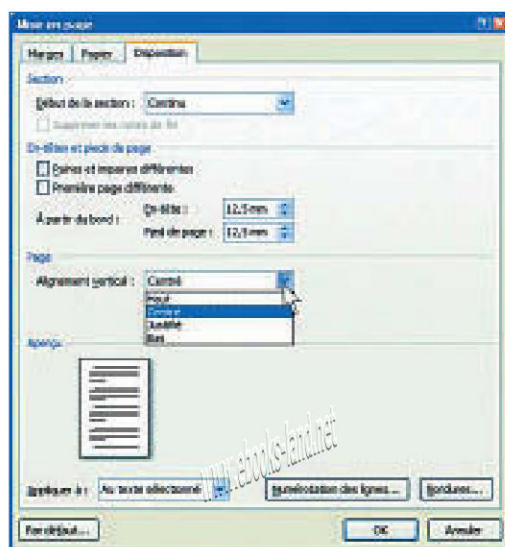 Mise en page
Marges Papier Disposition
Section
Début de la section : Continu
Supprimer les notes de fin
En-têtes et pieds de page
Paires et impaires différentes
Première page différente
À partir du bord :
En-tête : 12,5 mm
Pied de page : 12,5 mm
Page
Alignement vertical : Centré
Haut
Centré
Justifié
Bas
Aperçu
www.ebooks-land.net
Appliquer à : Au texte sélectionné
Numérotation des lignes... Bordures...
Par défaut... OK Annuler